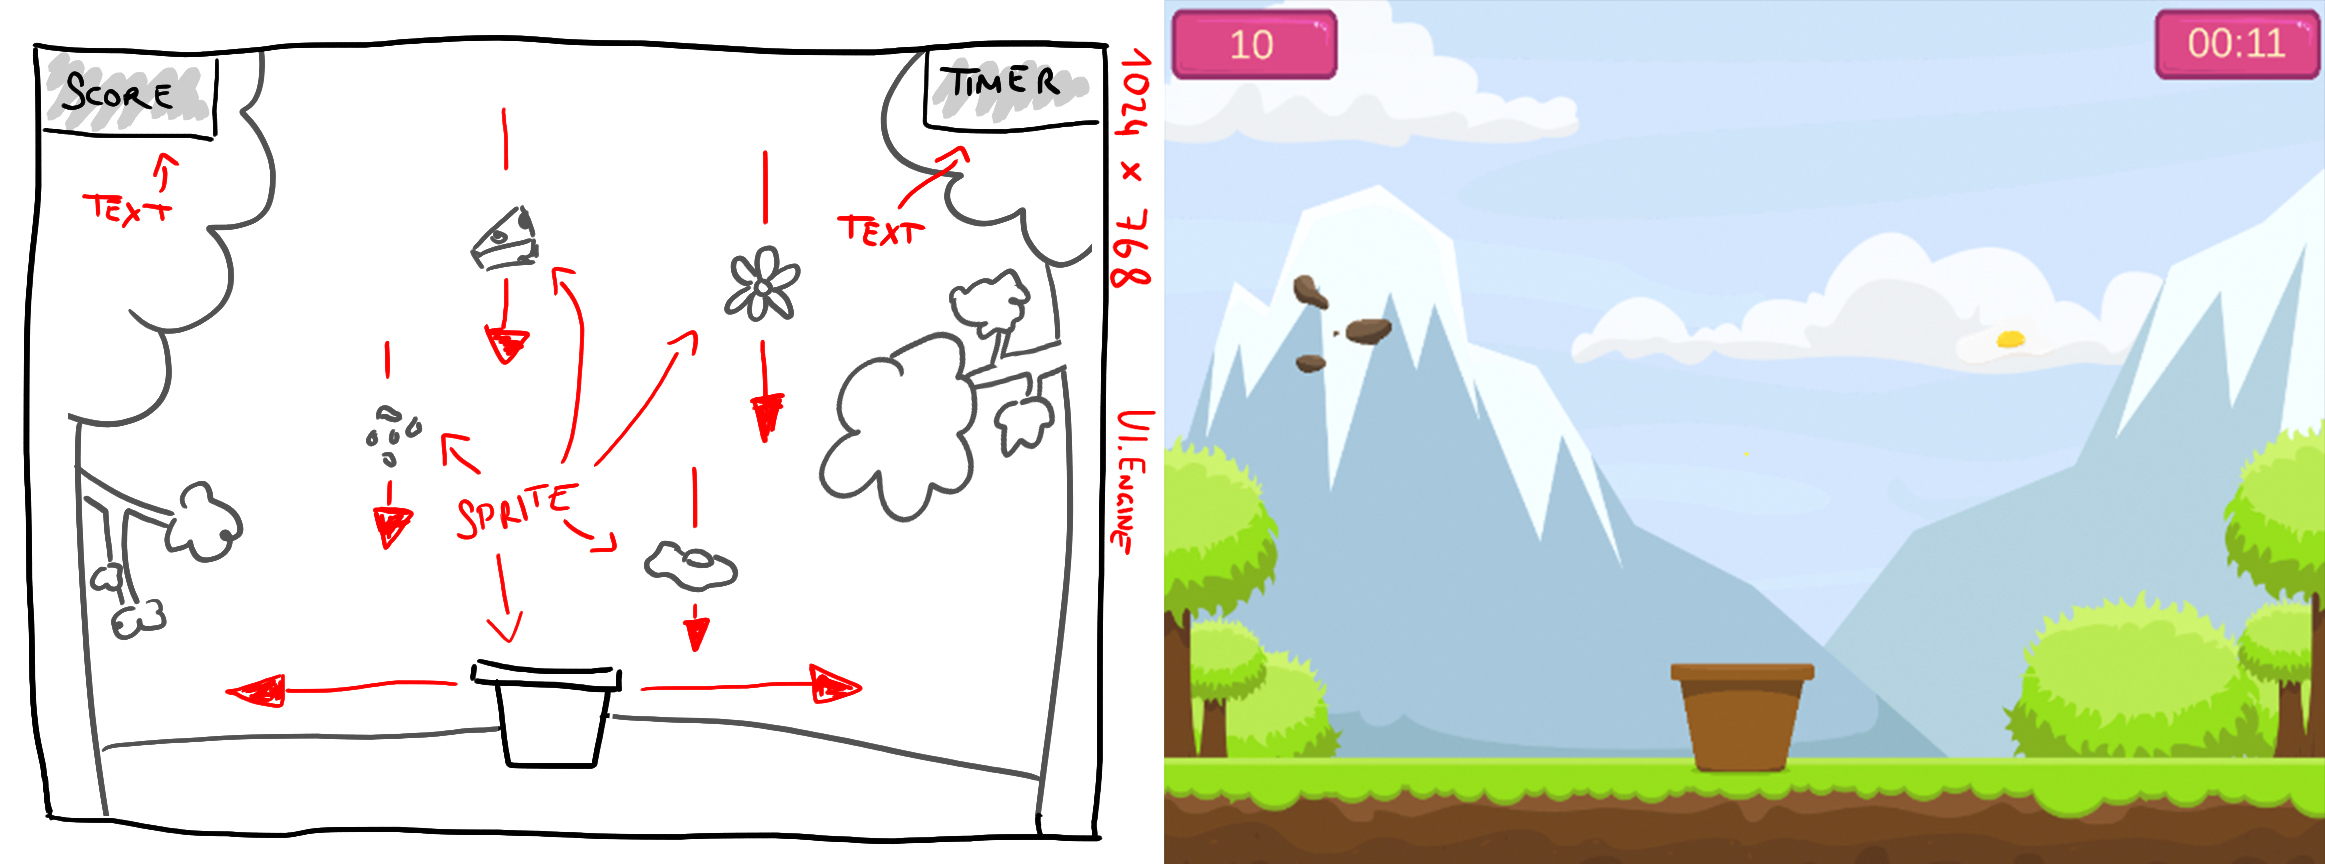 SCORE
TIMER
TEXT
TEXT
SPRITE
1024 x 768 UI.ENGINE
10
00:11